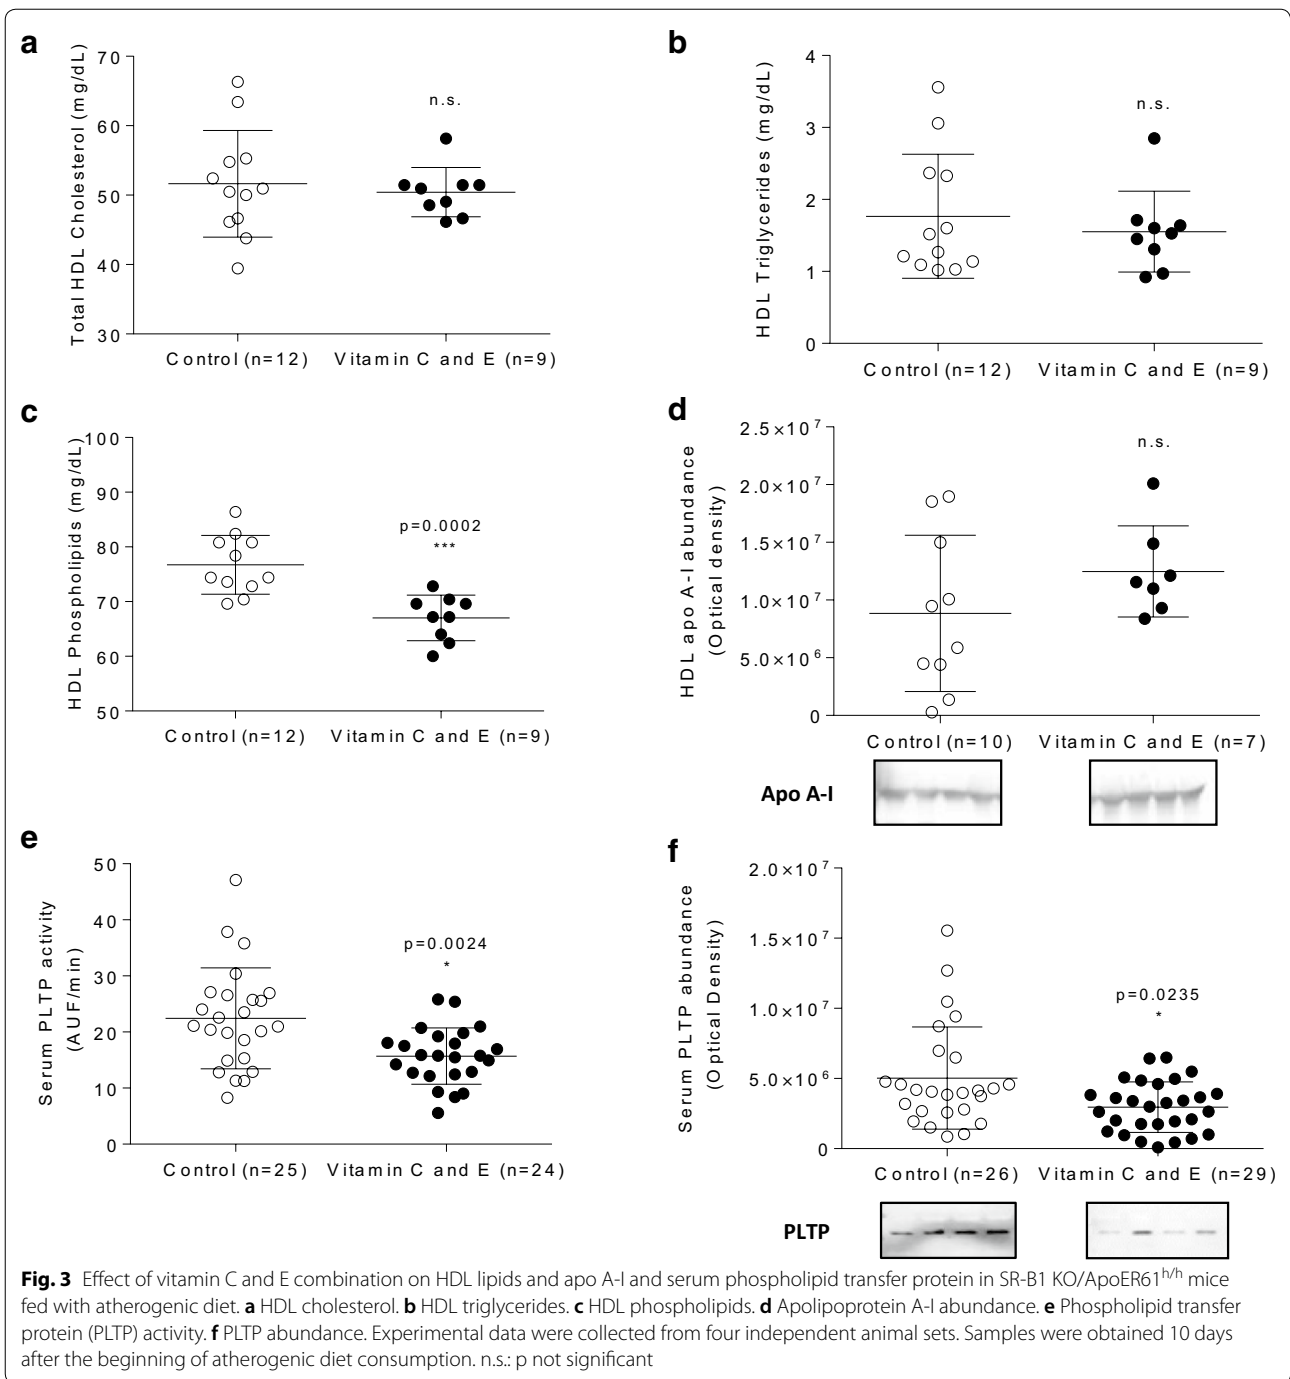 a
Total HDL Cholesterol (mg/dL)
70
60
50
40
30
n.s.
Control (n=12) Vitamin C and E (n=9)
b
HDL Triglycerides (mg/dL)
4
3
2
1
0
n.s.
Control (n=12) Vitamin C and E (n=9)
c
HDL Phospholipids (mg/dL)
100
90
80
70
60
50
p=0.0002
***
Control (n=12) Vitamin C and E (n=9)
d
HDL apo A-I abundance
(Optical density)
2.5×10⁷
2.0×10⁷
1.5×10⁷
1.0×10⁷
5.0×10⁶
0
n.s.
Control (n=10) Vitamin C and E (n=7)
Apo A-I
e
Serum PLTP activity
(AUF/min)
50
40
30
20
10
0
p=0.0024
*
Control (n=25) Vitamin C and E (n=24)
f
Serum PLTP abundance
(Optical Density)
2.0×10⁷
1.5×10⁷
1.0×10⁷
5.0×10⁶
0
p=0.0235
*
Control (n=26) Vitamin C and E (n=29)
PLTP
Fig. 3 Effect of vitamin C and E combination on HDL lipids and apo A-I and serum phospholipid transfer protein in SR-B1 KO/ApoER61ʰ/ʰ mice
fed with atherogenic diet. a HDL cholesterol. b HDL triglycerides. c HDL phospholipids. d Apolipoprotein A-I abundance. e Phospholipid transfer
protein (PLTP) activity. f PLTP abundance. Experimental data were collected from four independent animal sets. Samples were obtained 10 days
after the beginning of atherogenic diet consumption. n.s.: p not significant